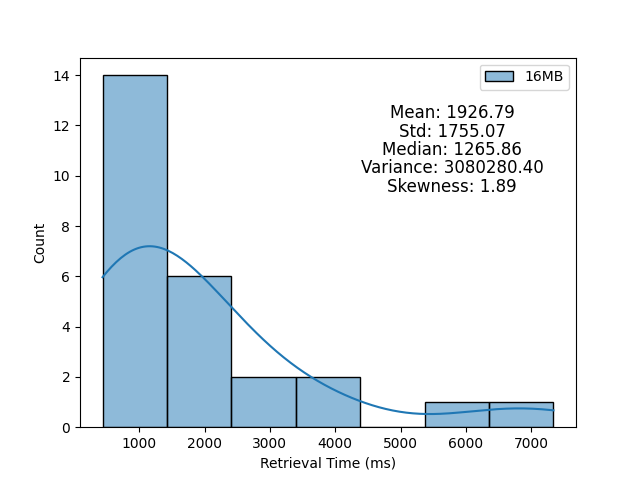 16MB
Mean: 1926.79
Std: 1755.07
Median: 1265.86
Variance: 3080280.40
Skewness: 1.89
14
12
10
8
6
4
2
0
Count
1000 2000 3000 4000 5000 6000 7000
Retrieval Time (ms)